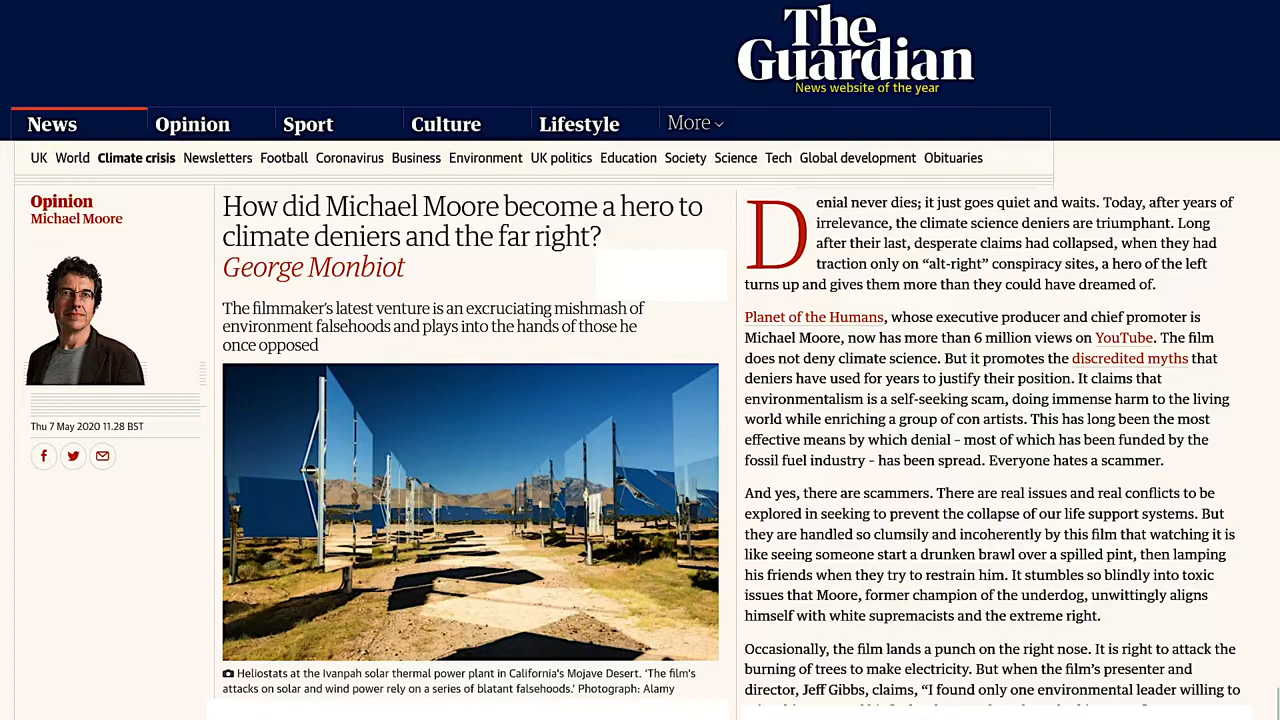 The
Guardian
News website of the year
News Opinion Sport Culture Lifestyle More
UK World Climate crisis Newsletters Football Coronavirus Business Environment UK politics Education Society Science Tech Global development Obituaries
Opinion
Michael Moore
Thu 7 May 2020 11.28 BST
How did Michael Moore become a hero to
climate deniers and the far right?
George Monbiot
The filmmaker's latest venture is an excruciating mishmash of
environment falsehoods and plays into the hands of those he
once opposed
Heliostats at the Ivanpah solar thermal power plant in California's Mojave Desert. 'The film's
attacks on solar and wind power rely on a series of blatant falsehoods.' Photograph: Alamy
Denial never dies; it just goes quiet and waits. Today, after years of
irrelevance, the climate science deniers are triumphant. Long
after their last, desperate claims had collapsed, when they had
traction only on “alt-right” conspiracy sites, a hero of the left
turns up and gives them more than they could have dreamed of.
Planet of the Humans, whose executive producer and chief promoter is
Michael Moore, now has more than 6 million views on YouTube. The film
does not deny climate science. But it promotes the discredited myths that
deniers have used for years to justify their position. It claims that
environmentalism is a self-seeking scam, doing immense harm to the living
world while enriching a group of con artists. This has long been the most
effective means by which denial – most of which has been funded by the
fossil fuel industry – has been spread. Everyone hates a scammer.
And yes, there are scammers. There are real issues and real conflicts to be
explored in seeking to prevent the collapse of our life support systems. But
they are handled so clumsily and incoherently by this film that watching it is
like seeing someone start a drunken brawl over a spilled pint, then lamping
his friends when they try to restrain him. It stumbles so blindly into toxic
issues that Moore, former champion of the underdog, unwittingly aligns
himself with white supremacists and the extreme right.
Occasionally, the film lands a punch on the right nose. It is right to attack the
burning of trees to make electricity. But when the film's presenter and
director, Jeff Gibbs, claims, “I found only one environmental leader willing to